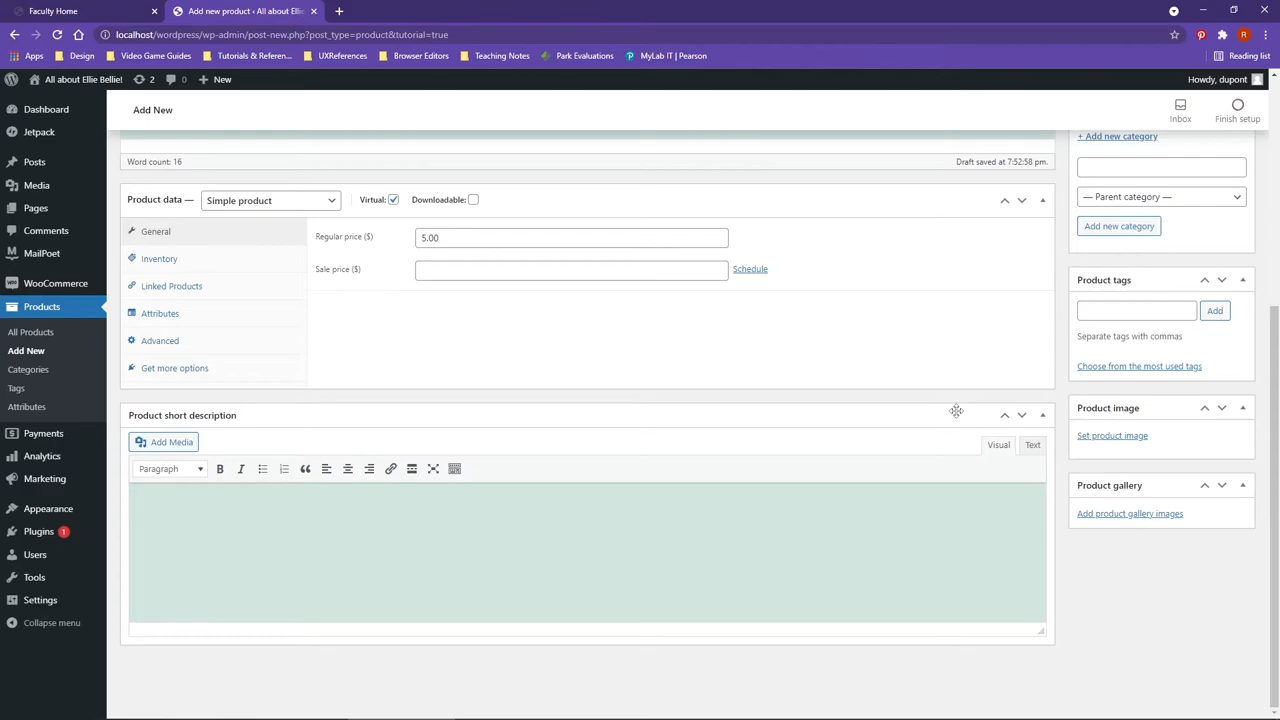 Faculty Home
Add new product ‹ All about Ellie
localhost/wordpress/wp-admin/post-new.php?post_type=product&tutorial=true
Apps
Design
Video Game Guides
Tutorials & Referen...
UXReferences
Browser Editors
Teaching Notes
Park Evaluations
MyLab IT | Pearson
Reading list
All about Ellie Bellie!
2
0
New
Howdy, dupont
Dashboard
Jetpack
Posts
Media
Pages
Comments
MailPoet
WooCommerce
Products
All Products
Add New
Categories
Tags
Attributes
Payments
Analytics
Marketing
Appearance
Plugins 1
Users
Tools
Settings
Collapse menu
Add New
Inbox
Finish setup
Word count: 16
Draft saved at 7:52:58 pm.
Product data —
Simple product
Virtual:
Downloadable:
General
Inventory
Linked Products
Attributes
Advanced
Get more options
Regular price ($)
5.00
Sale price ($)
Schedule
Product short description
Add Media
Visual
Text
Paragraph
B
I
+ Add new category
— Parent category —
Add new category
Product tags
Add
Separate tags with commas
Choose from the most used tags
Product image
Set product image
Product gallery
Add product gallery images